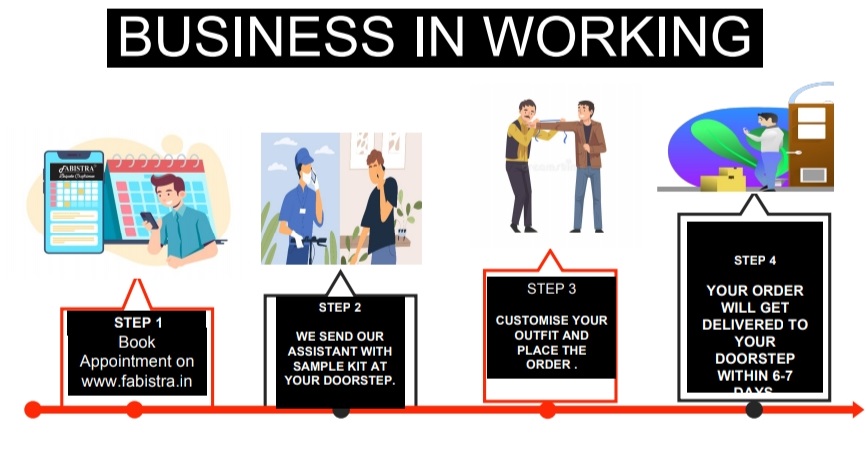 BUSINESS IN WORKING
FABISTRA
STEP 1
Book
Appointment on
www.fabistra.in
STEP 2
WE SEND OUR
ASSISTANT WITH
SAMPLE KIT AT
YOUR DOORSTEP.
STEP 3
CUSTOMISE YOUR
OUTFIT AND
PLACE THE
ORDER .
STEP 4
YOUR ORDER
WILL GET
DELIVERED TO
YOUR
DOORSTEP
WITHIN 6-7
DAYS